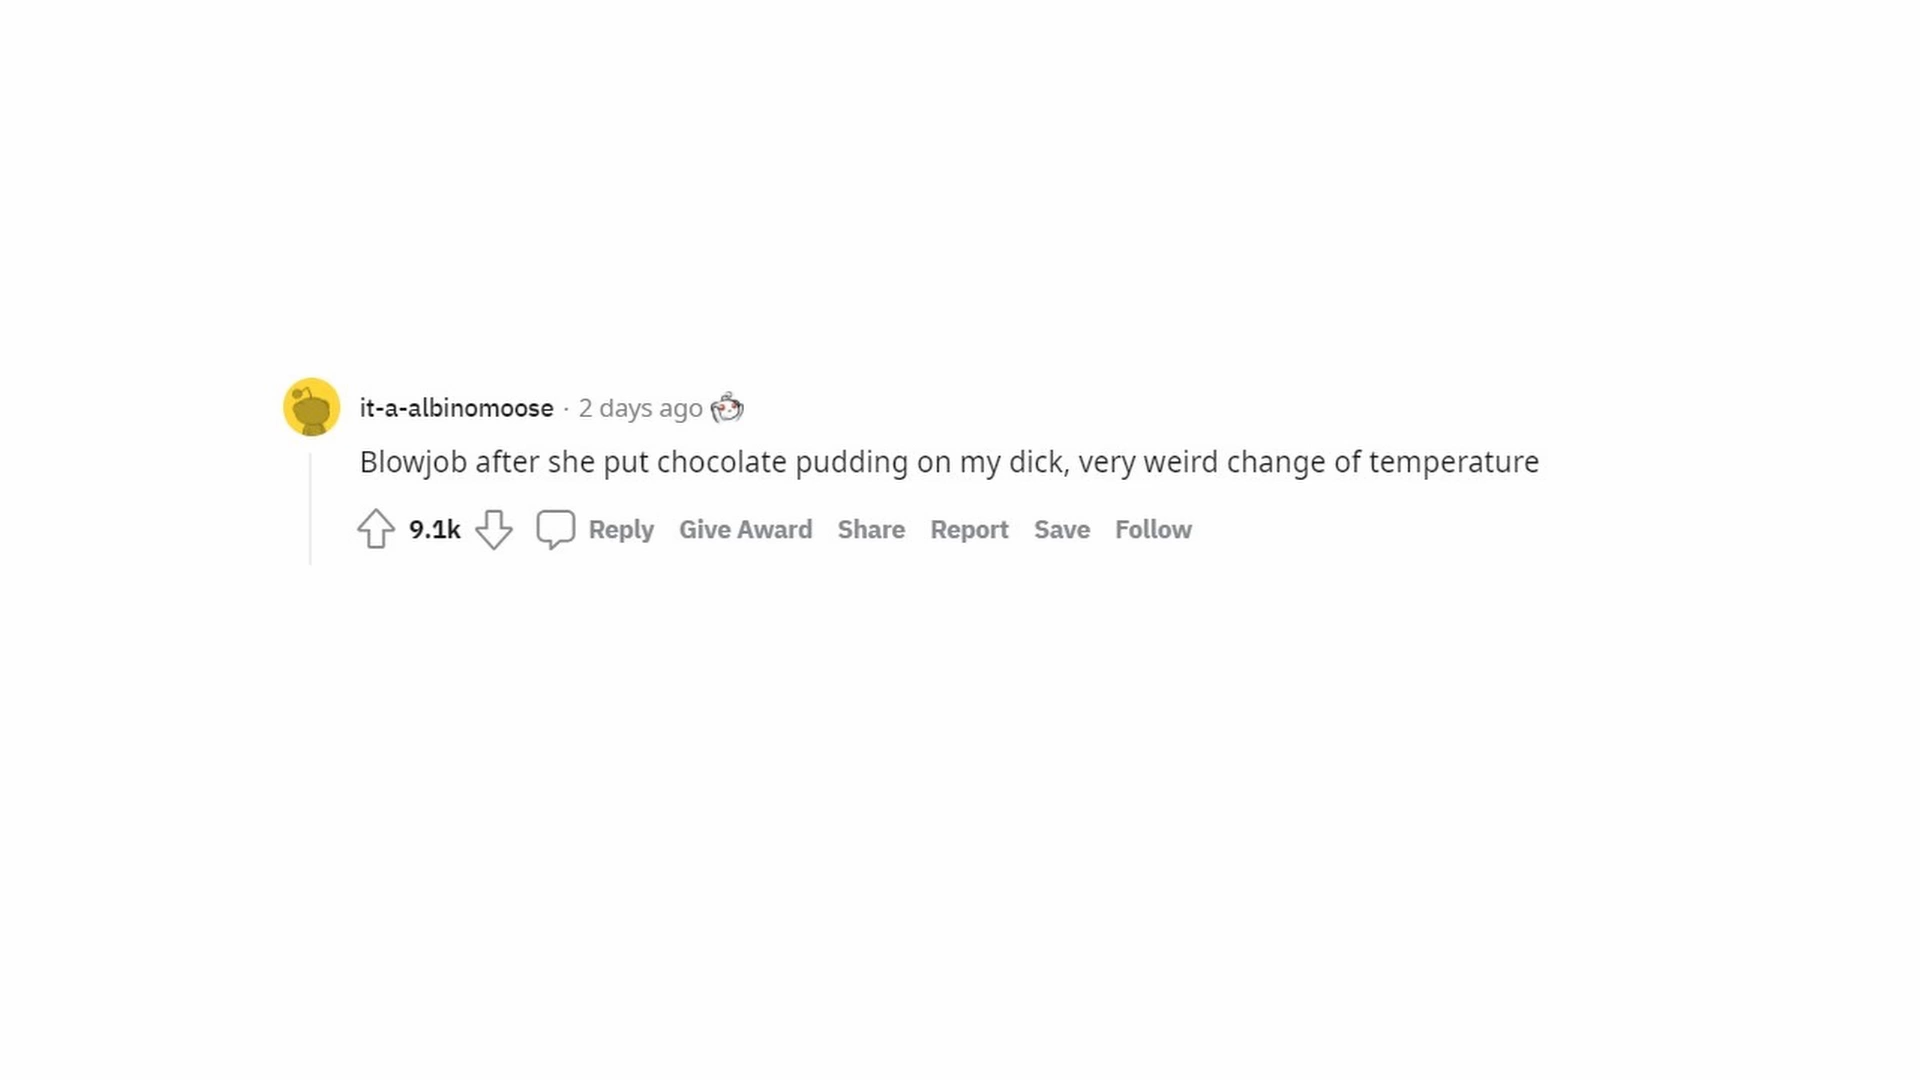 it-a-albinomoose · 2 days ago
Blowjob after she put chocolate pudding on my dick, very weird change of temperature
9.1k Reply Give Award Share Report Save Follow